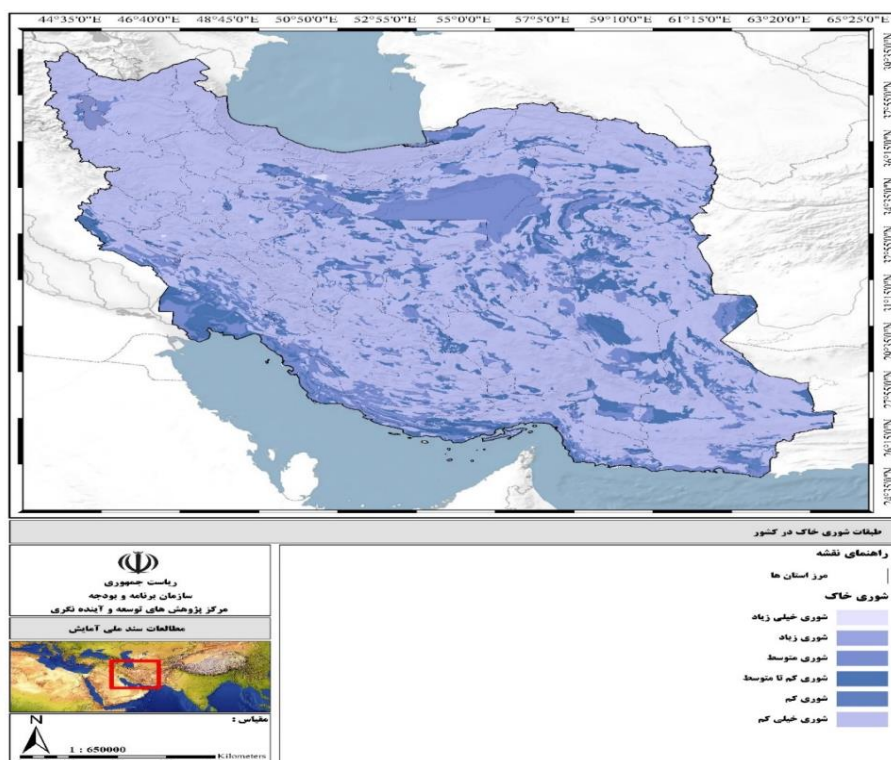 44°35'0"E 46°40'0"E 48°45'0"E 50°50'0"E 52°55'0"E 55°0'0"E 57°5'0"E 59°10'0"E 61°15'0"E 63°20'0"E 65°25'0"E
طبقات شوری خاک در کشور
راهنمای نقشه
مرز استان ها
شوری خاک
شوری خیلی زیاد
شوری زیاد
شوری متوسط
شوری کم تا متوسط
شوری کم
شوری خیلی کم
ریاست جمهوری
سازمان برنامه و بودجه
مرکز پژوهش های توسعه و آینده نگری
مطالعات سند ملی آمایش
مقیاس :
N
1 : 650000
Kilometers